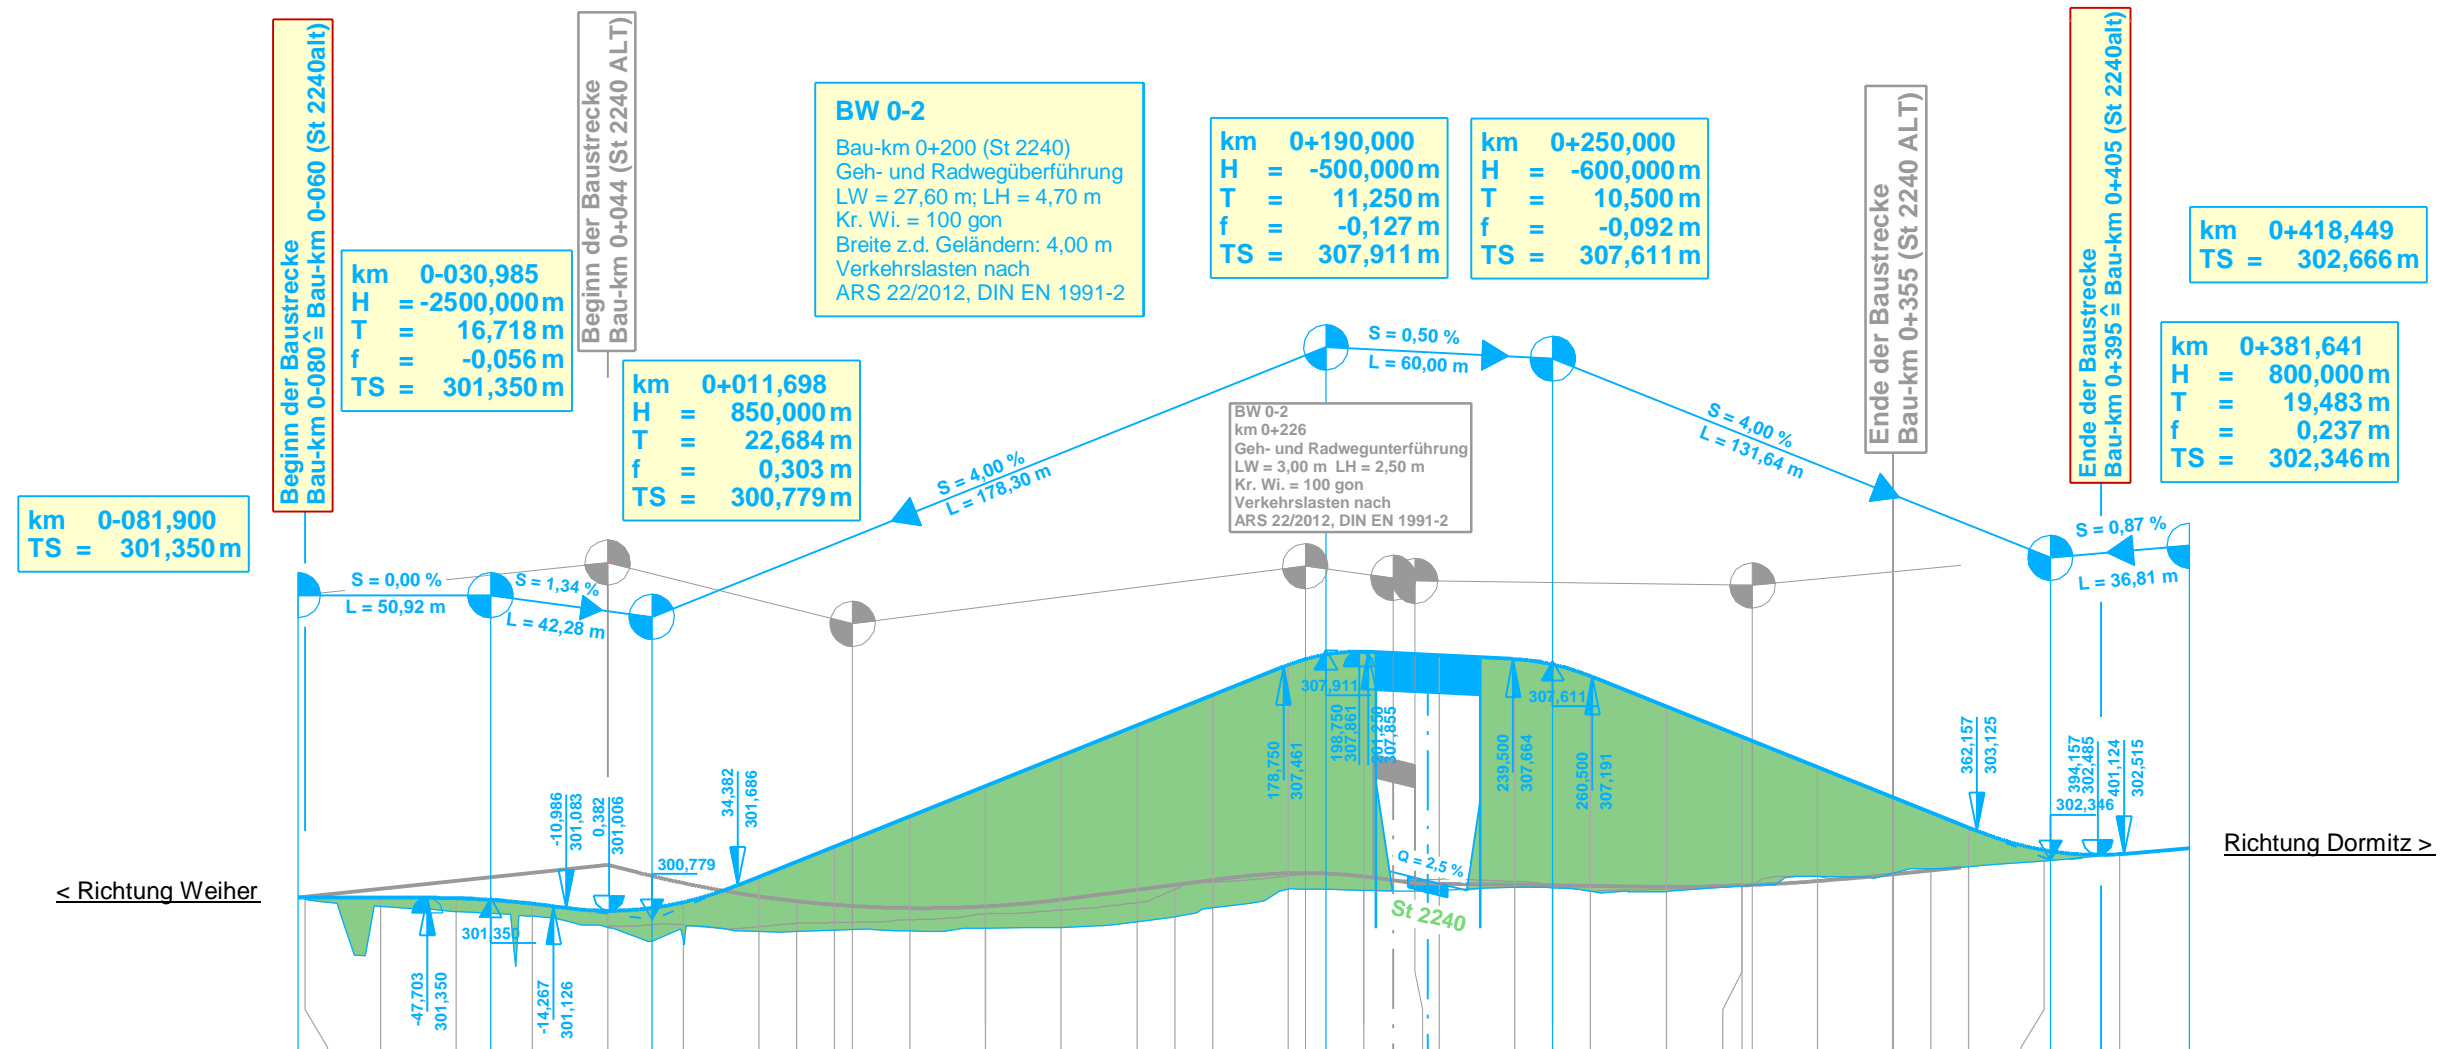 Beginn der Baustrecke
Bau-km 0-080 ≙ Bau-km 0-060 (St 2240alt)
Beginn der Baustrecke
Bau-km 0+044 (St 2240 ALT)
BW 0-2
Bau-km 0+200 (St 2240)
Geh- und Radwegüberführung
LW = 27,60 m; LH = 4,70 m
Kr. Wi. = 100 gon
Breite z.d. Geländern: 4,00 m
Verkehrslasten nach
ARS 22/2012, DIN EN 1991-2
km 0+190,000
H = -500,000 m
T = 11,250 m
f = -0,127 m
TS = 307,911 m
km 0+250,000
H = -600,000 m
T = 10,500 m
f = -0,092 m
TS = 307,611 m
Ende der Baustrecke
Bau-km 0+355 (St 2240 ALT)
Ende der Baustrecke
Bau-km 0+395 ≙ Bau-km 0+405 (St 2240alt)
km 0+418,449
TS = 302,666 m
km 0-030,985
H = -2500,000 m
T = 16,718 m
f = -0,056 m
TS = 301,350 m
km 0+011,698
H = 850,000 m
T = 22,684 m
f = 0,303 m
TS = 300,779 m
km 0+381,641
H = 800,000 m
T = 19,483 m
f = 0,237 m
TS = 302,346 m
km 0-081,900
TS = 301,350 m
S = 0,00 %
L = 50,92 m
S = 1,34 %
L = 42,28 m
S = 4,00 %
L = 178,30 m
S = 0,50 %
L = 60,00 m
S = 4,00 %
L = 131,64 m
S = 0,87 %
L = 36,81 m
BW 0-2
km 0+226
Geh- und Radwegunterführung
LW = 3,00 m LH = 2,50 m
Kr. Wi. = 100 gon
Verkehrslasten nach
ARS 22/2012, DIN EN 1991-2
< Richtung Weiher
Richtung Dormitz >
-47,703
301,350
301,350
-14,267
301,126
-10,986
301,083
0,382
301,006
300,779
34,382
301,686
178,750
307,461
307,911
198,750
307,861
201,250
307,855
Q = 2,5 %
St 2240
239,500
307,664
307,611
260,500
307,191
362,157
303,125
302,346
394,157
302,485
401,124
302,515